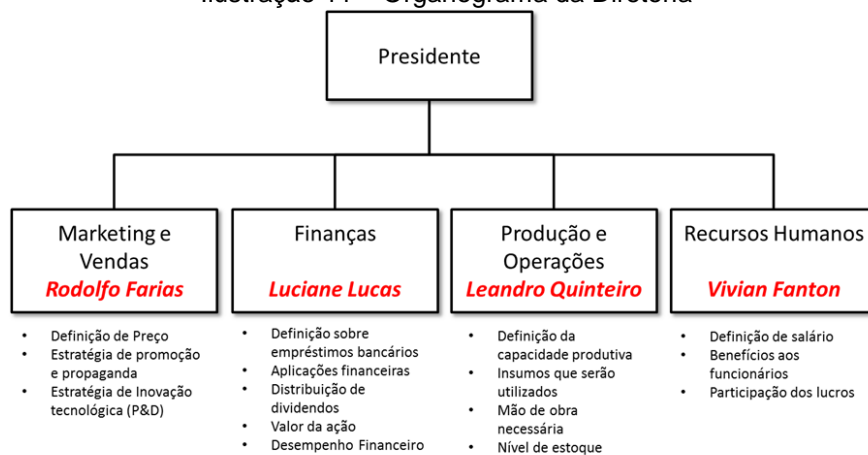 Organograma da Diretoria
Presidente
Marketing e
Vendas
Rodolfo Farias
• Definição de Preço
• Estratégia de promoção
e propaganda
• Estratégia de Inovação
tecnológica (P&D)
Finanças
Luciane Lucas
• Definição sobre
empréstimos bancários
• Aplicações financeiras
• Distribuição de
dividendos
• Valor da ação
• Desempenho Financeiro
Produção e
Operações
Leandro Quinteiro
• Definição da
capacidade produtiva
• Insumos que serão
utilizados
• Mão de obra
necessária
• Nível de estoque
Recursos Humanos
Vivian Fanton
• Definição de salário
• Benefícios aos
funcionários
• Participação dos lucros